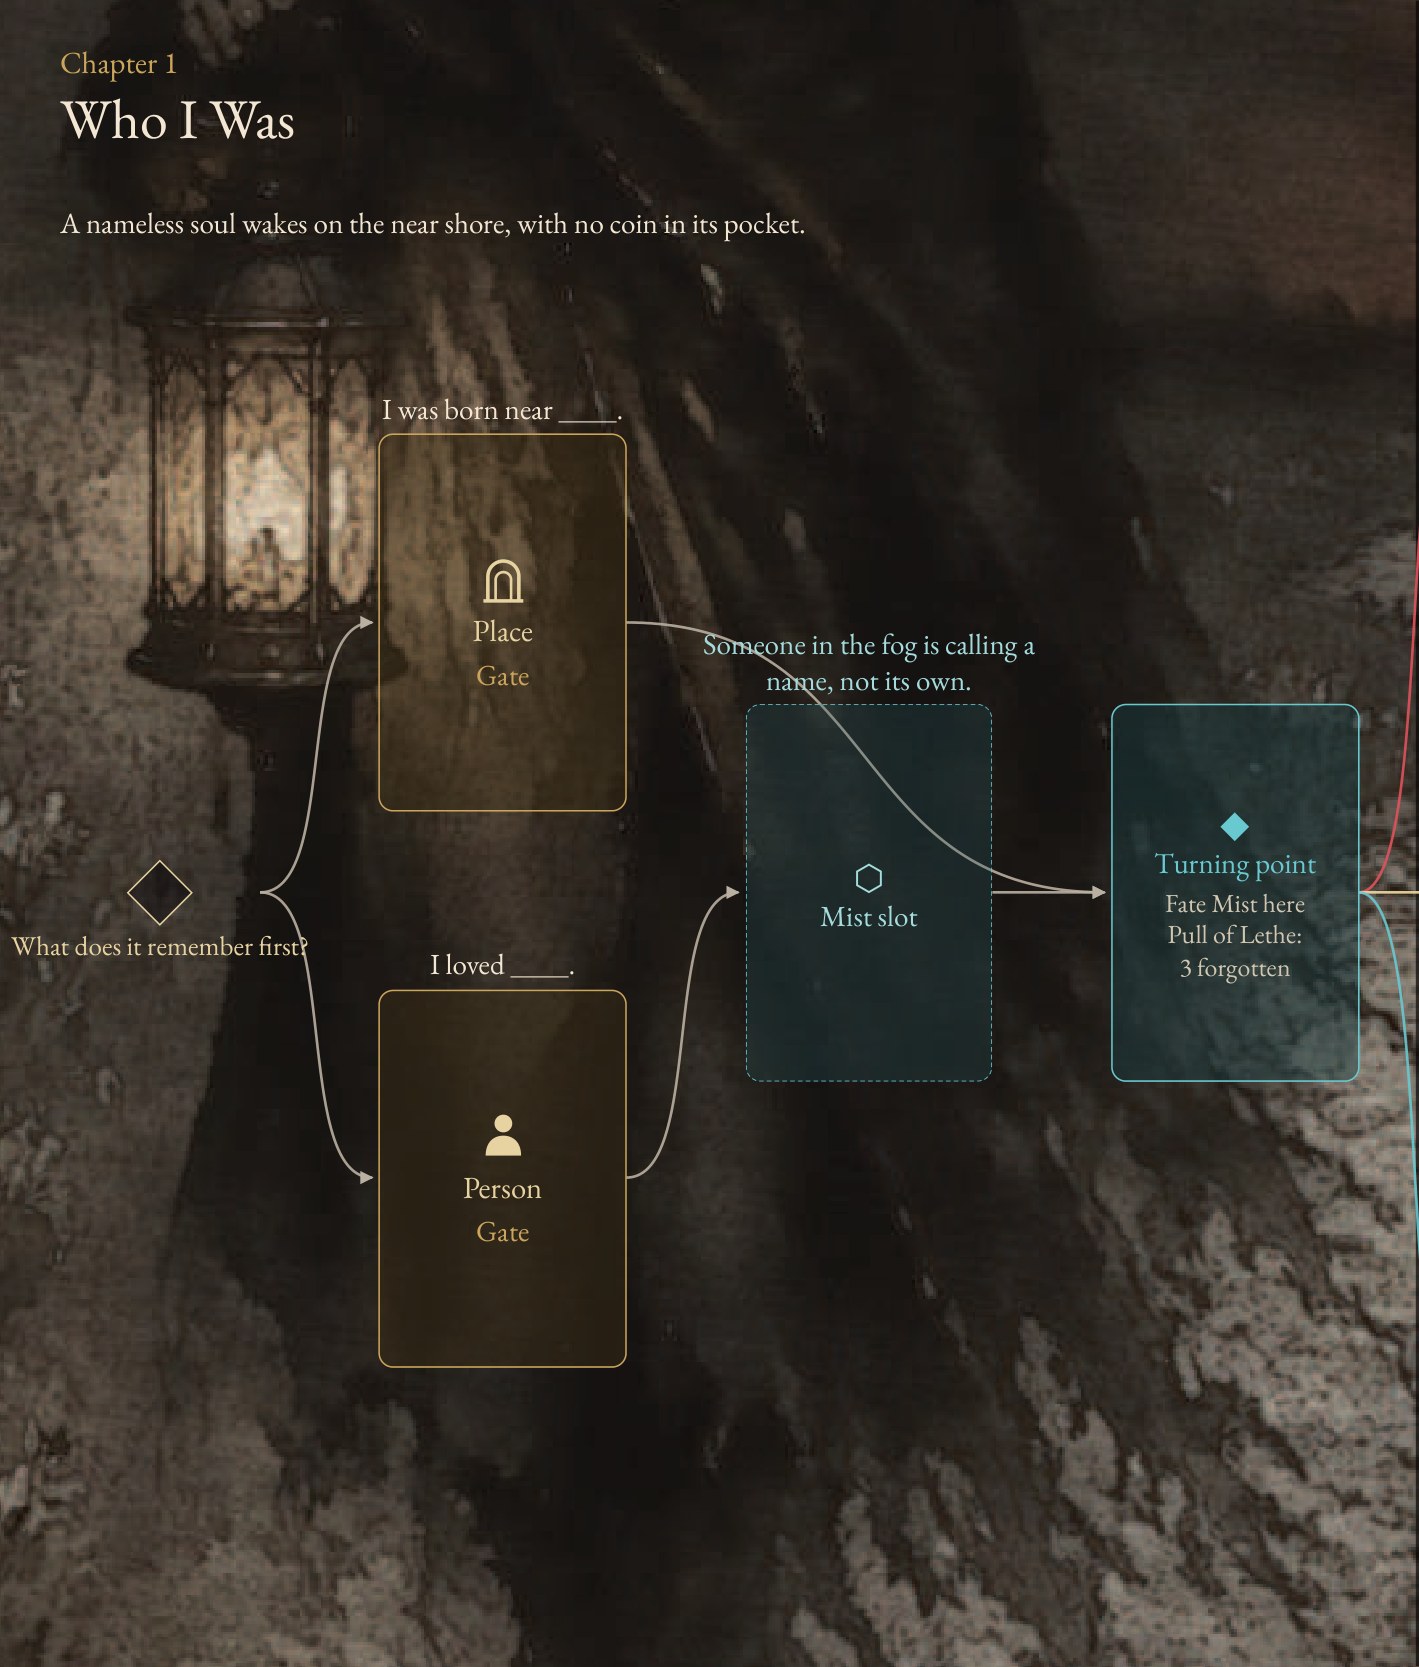 Chapter 1
Who I Was
A nameless soul wakes on the near shore, with no coin in its pocket.
I was born near _____.
Place
Gate
Someone in the fog is calling a
name, not its own.
Mist slot
Turning point
Fate Mist here
Pull of Lethe:
3 forgotten
What does it remember first?
I loved _____.
Person
Gate